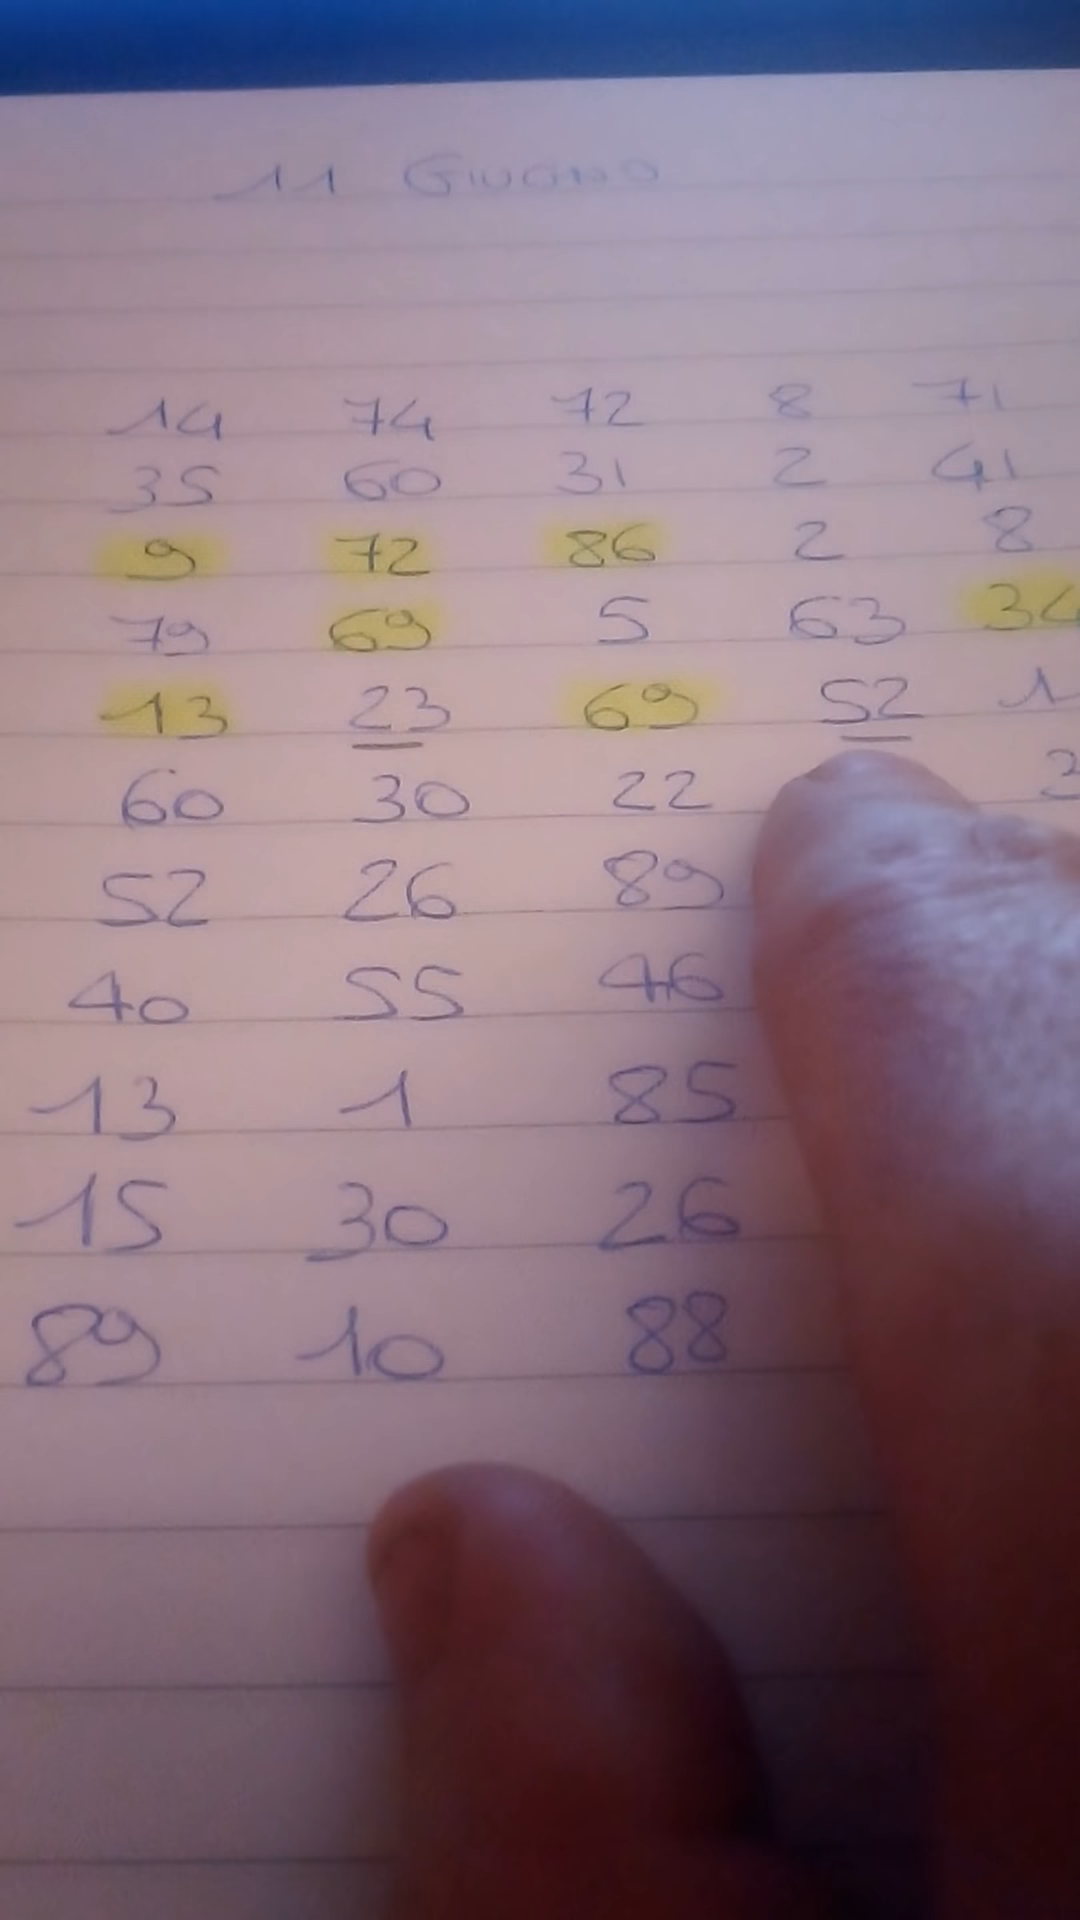 11 GIUGNO
14 74 72 8 71
35 60 31 2 41
9 72 86 2 8
79 69 5 63 34
13 23 69 52
60 30 22
52 26 89
40 55 46
13 1 85
15 30 26
89 10 88